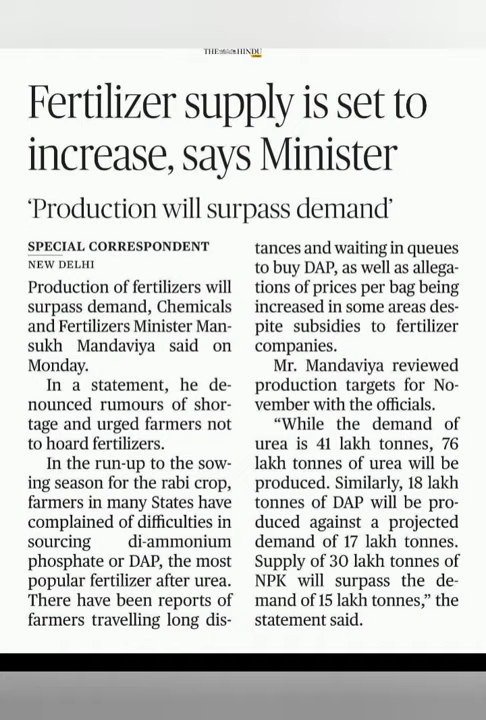 THE HINDU
Fertilizer supply is set to
increase, says Minister
‘Production will surpass demand’
SPECIAL CORRESPONDENT
NEW DELHI
Production of fertilizers will
surpass demand, Chemicals
and Fertilizers Minister Man-
sukh Mandaviya said on
Monday.
In a statement, he de-
nounced rumours of shor-
tage and urged farmers not
to hoard fertilizers.
In the run-up to the sow-
ing season for the rabi crop,
farmers in many States have
complained of difficulties in
sourcing di-ammonium
phosphate or DAP, the most
popular fertilizer after urea.
There have been reports of
farmers travelling long dis-
tances and waiting in queues
to buy DAP, as well as allega-
tions of prices per bag being
increased in some areas des-
pite subsidies to fertilizer
companies.
Mr. Mandaviya reviewed
production targets for No-
vember with the officials.
“While the demand of
urea is 41 lakh tonnes, 76
lakh tonnes of urea will be
produced. Similarly, 18 lakh
tonnes of DAP will be pro-
duced against a projected
demand of 17 lakh tonnes.
Supply of 30 lakh tonnes of
NPK will surpass the de-
mand of 15 lakh tonnes,” the
statement said.